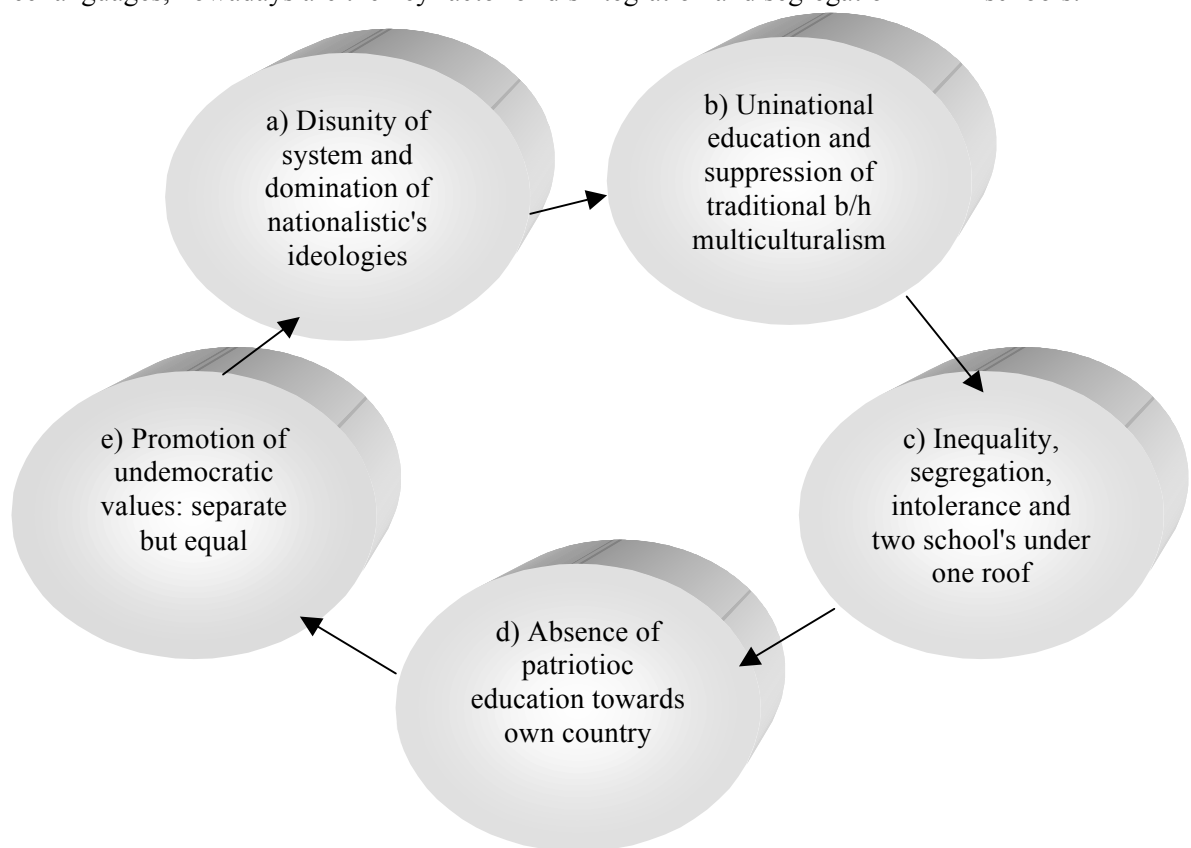 a) Disunity of
system and
domination of
nationalistic's
ideologies
b) Uninational
education and
suppression of
traditional b/h
multiculturalism
c) Inequality,
segregation,
intolerance and
two school's under
one roof
d) Absence of
patriotioc
education towards
own country
e) Promotion of
undemocratic
values: separate
but equal